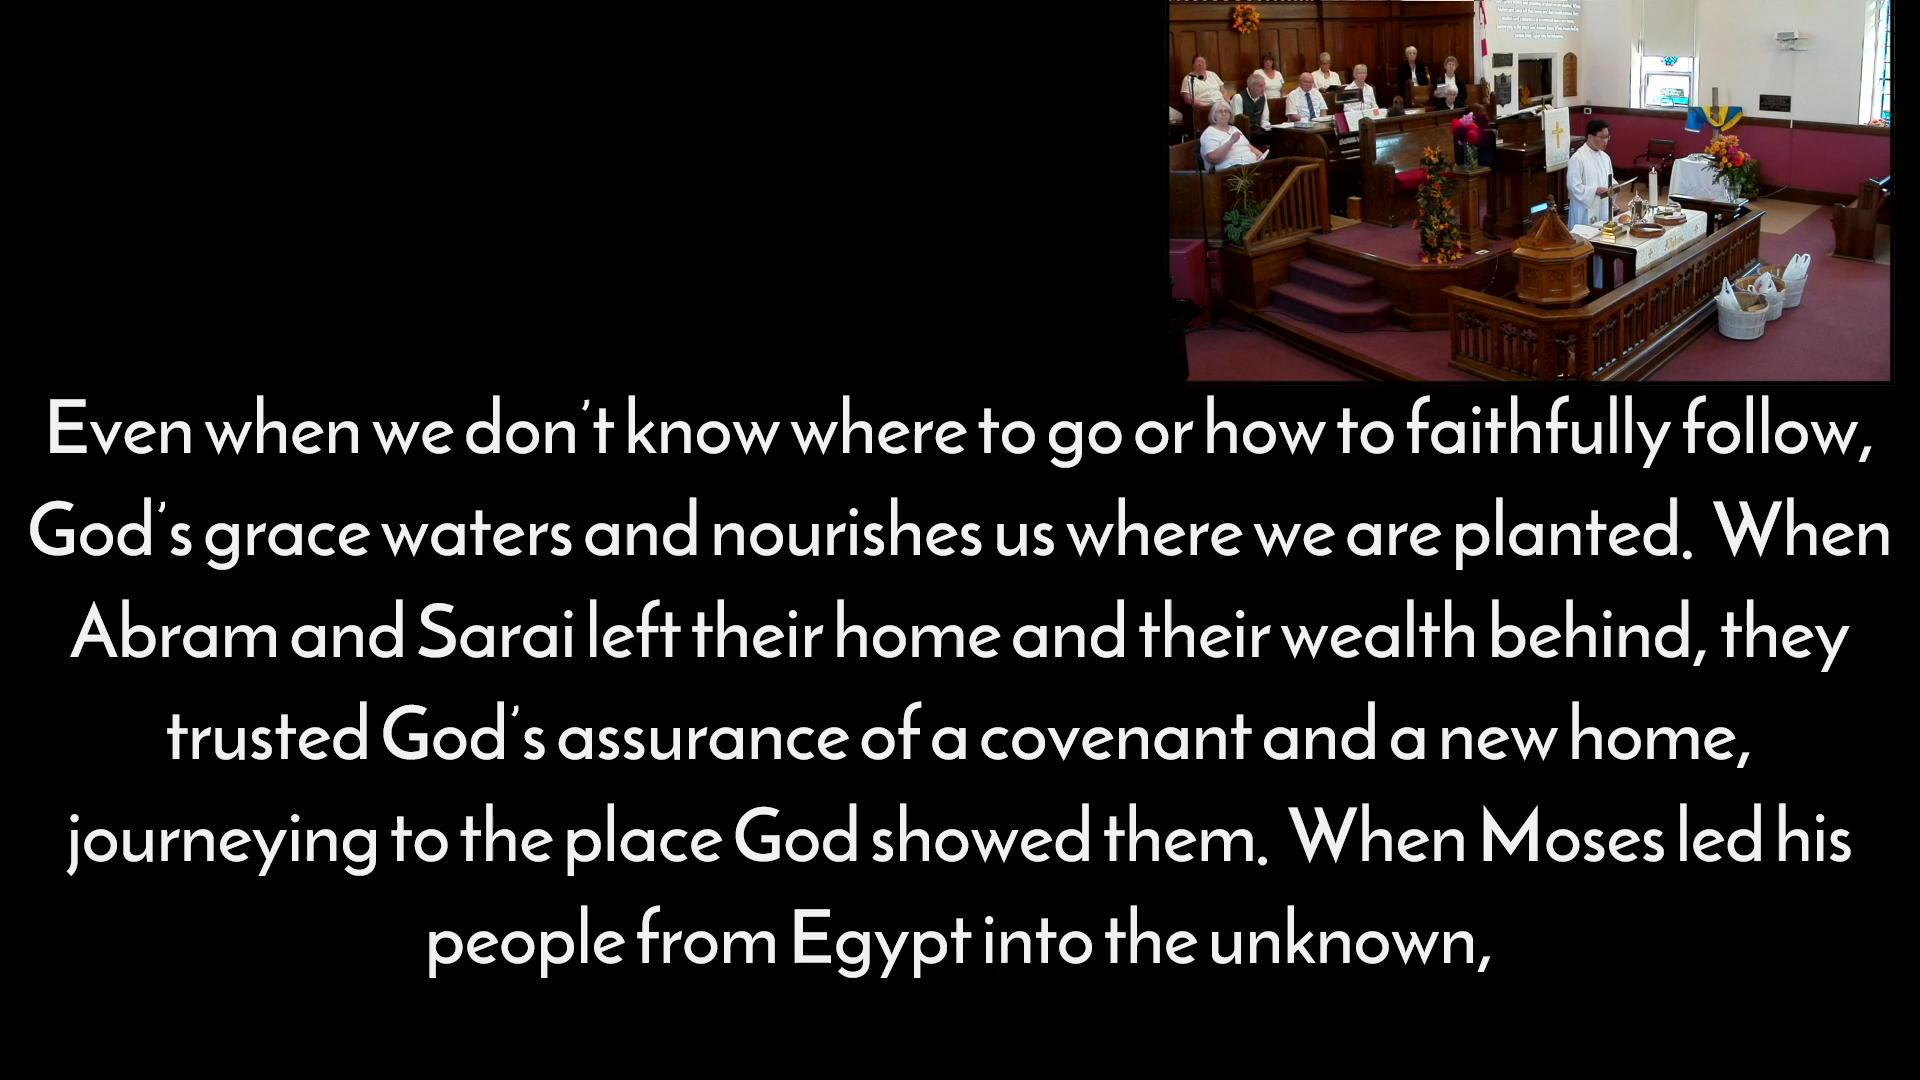 Even when we don’t know where to go or how to faithfully follow,
God’s grace waters and nourishes us where we are planted.  When
Abram and Sarai left their home and their wealth behind, they
trusted God’s assurance of a covenant and a new home,
journeying to the place God showed them.  When Moses led his
people from Egypt into the unknown,